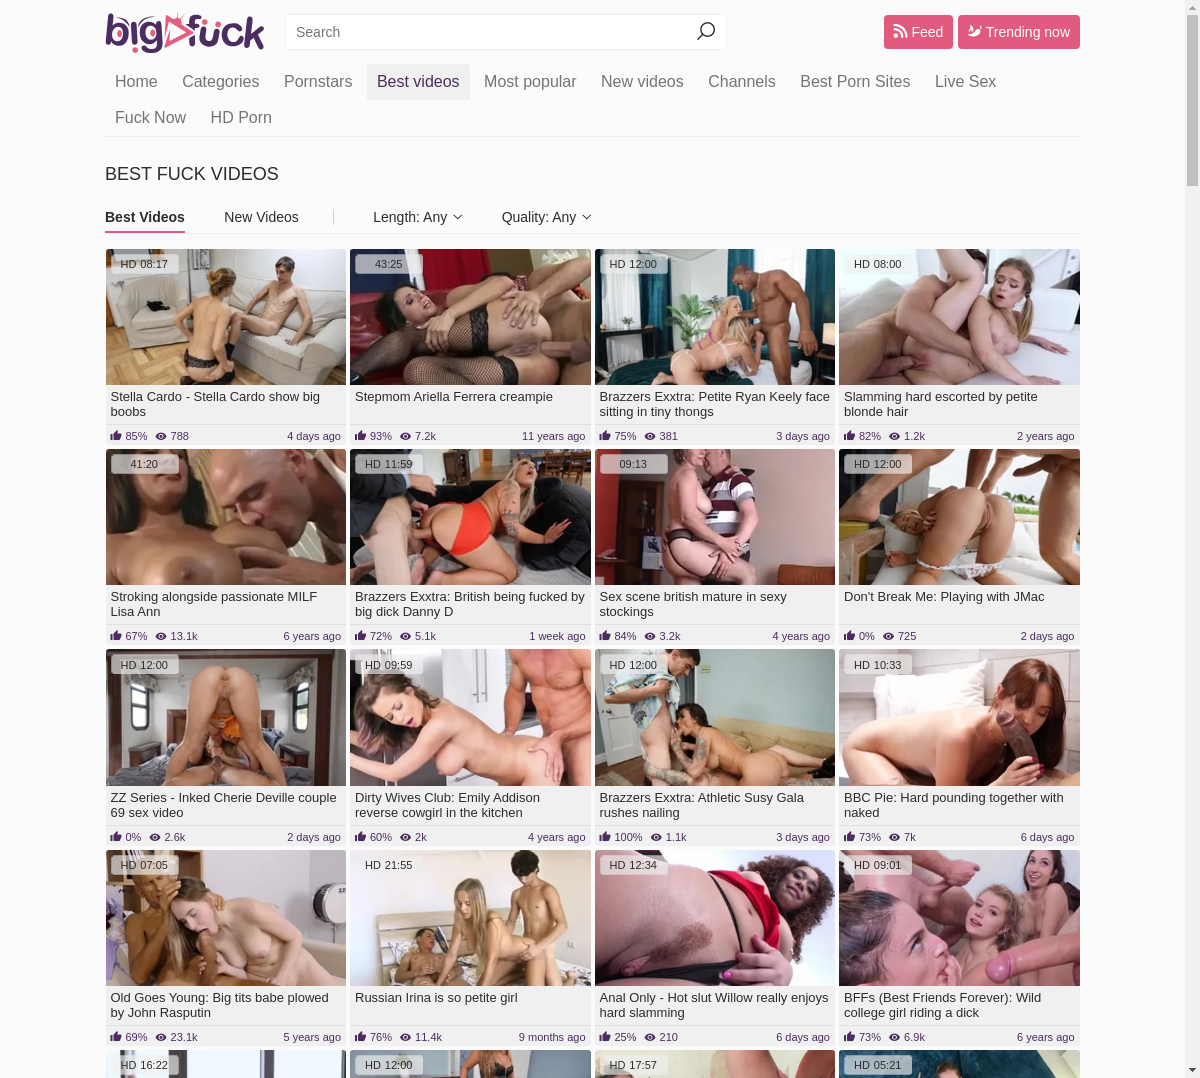 bigfuck
Search
Feed
Trending now
Home Categories Pornstars Best videos Most popular New videos Channels Best Porn Sites Live Sex
Fuck Now HD Porn
BEST FUCK VIDEOS
Best Videos New Videos Length: Any Quality: Any
HD 08:17
43:25
HD 12:00
HD 08:00
Stella Cardo - Stella Cardo show big
boobs
85% 788 4 days ago
Stepmom Ariella Ferrera creampie
93% 7.2k 11 years ago
Brazzers Exxtra: Petite Ryan Keely face
sitting in tiny thongs
75% 381 3 days ago
Slamming hard escorted by petite
blonde hair
82% 1.2k 2 years ago
41:20
HD 11:59
09:13
HD 12:00
Stroking alongside passionate MILF
Lisa Ann
67% 13.1k 6 years ago
Brazzers Exxtra: British being fucked by
big dick Danny D
72% 5.1k 1 week ago
Sex scene british mature in sexy
stockings
84% 3.2k 4 years ago
Don't Break Me: Playing with JMac
0% 725 2 days ago
HD 12:00
HD 09:59
HD 12:00
HD 10:33
ZZ Series - Inked Cherie Deville couple
69 sex video
0% 2.6k 2 days ago
Dirty Wives Club: Emily Addison
reverse cowgirl in the kitchen
60% 2k 4 years ago
Brazzers Exxtra: Athletic Susy Gala
rushes nailing
100% 1.1k 3 days ago
BBC Pie: Hard pounding together with
naked
73% 7k 6 days ago
HD 07:05
HD 21:55
HD 12:34
HD 09:01
Old Goes Young: Big tits babe plowed
by John Rasputin
69% 23.1k 5 years ago
Russian Irina is so petite girl
76% 11.4k 9 months ago
Anal Only - Hot slut Willow really enjoys
hard slamming
25% 210 6 days ago
BFFs (Best Friends Forever): Wild
college girl riding a dick
73% 6.9k 6 years ago
HD 16:22
HD 12:00
HD 17:57
HD 05:21